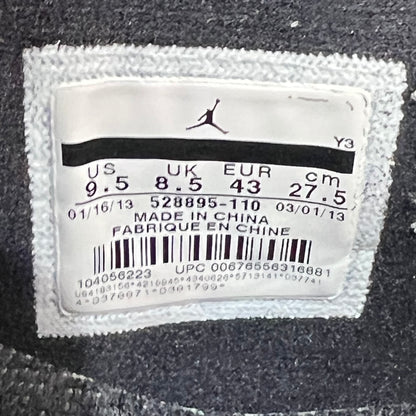 Y3
US UK EUR cm
9.5 8.5 43 27.5
01/16/13 528895-110 03/01/13
MADE IN CHINA
FABRIQUE EN CHINE
104056223 UPC 00676556316881